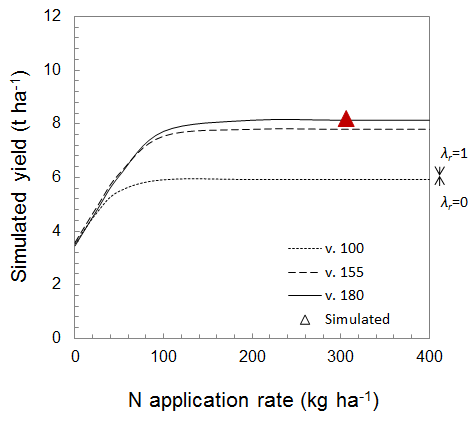 12
10
8
6
4
2
0
Simulated yield (t ha⁻¹)
λᵣ=1
λᵣ=0
v. 100
v. 155
v. 180
Simulated
0 100 200 300 400
N application rate (kg ha⁻¹)